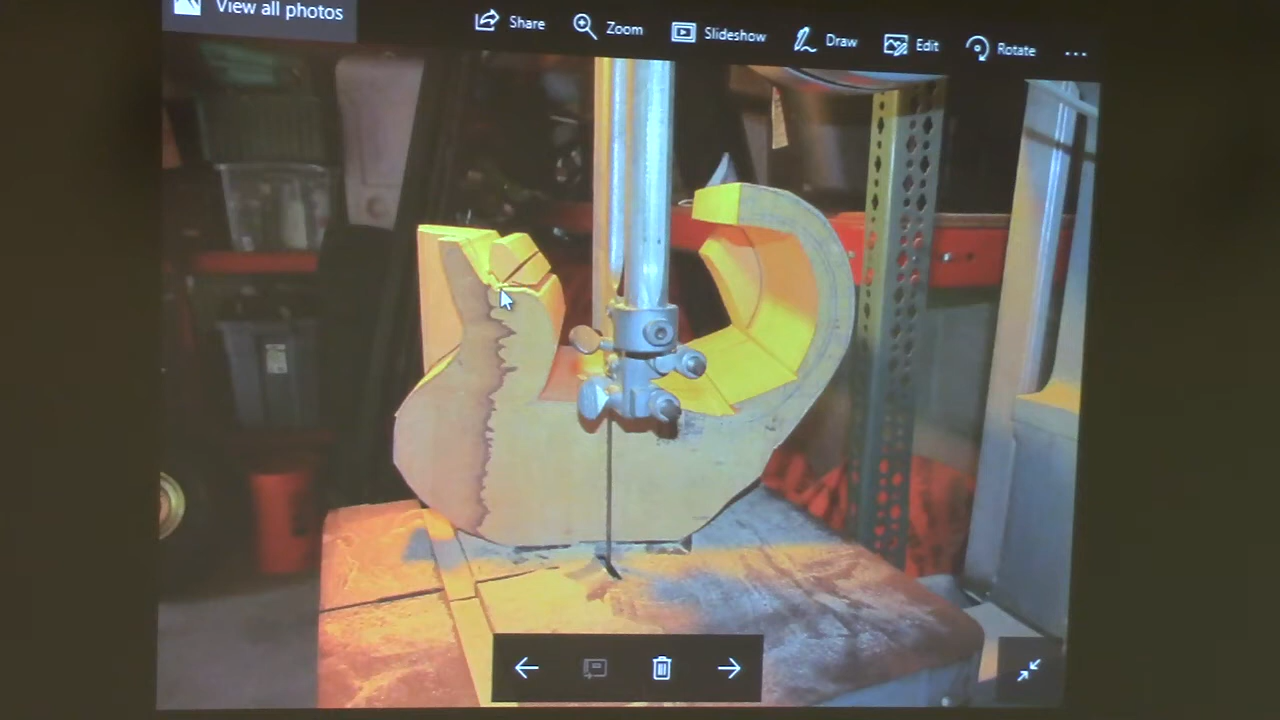 View all photos
Share
Zoom
Slideshow
Draw
Edit
Rotate